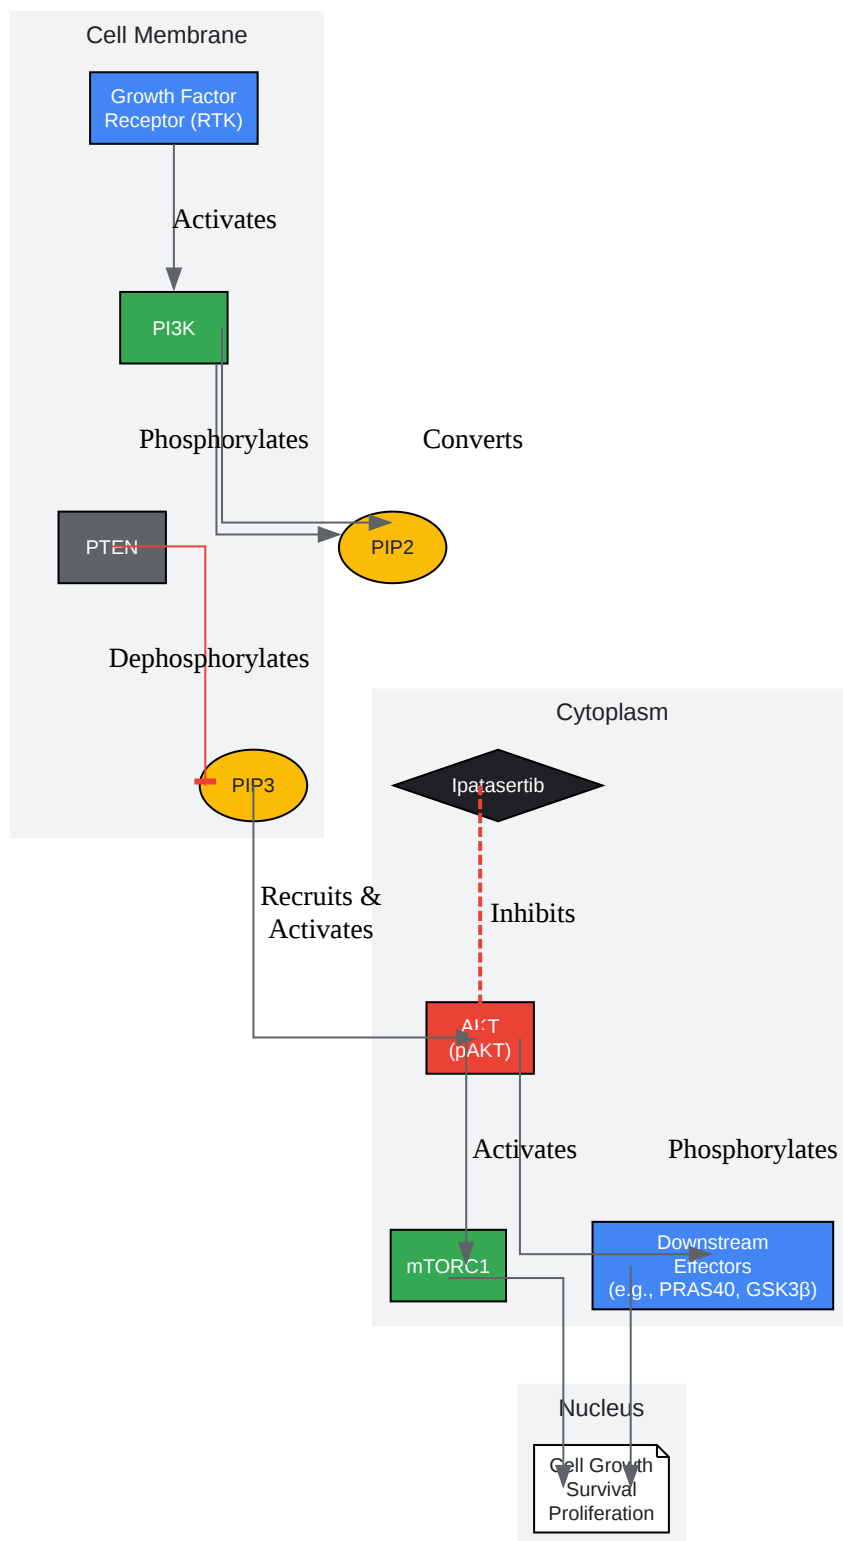 Cell Membrane
Growth Factor
Receptor (RTK)
Activates
PI3K
Phosphorylates
Converts
PTEN
PIP2
Dephosphorylates
Cytoplasm
PIP3
Ipatasertib
Recruits &
Activates
Inhibits
AKT
(pAKT)
Activates
Phosphorylates
mTORC1
Downstream
Effectors
(e.g., PRAS40, GSK3β)
Nucleus
Cell Growth
Survival
Proliferation